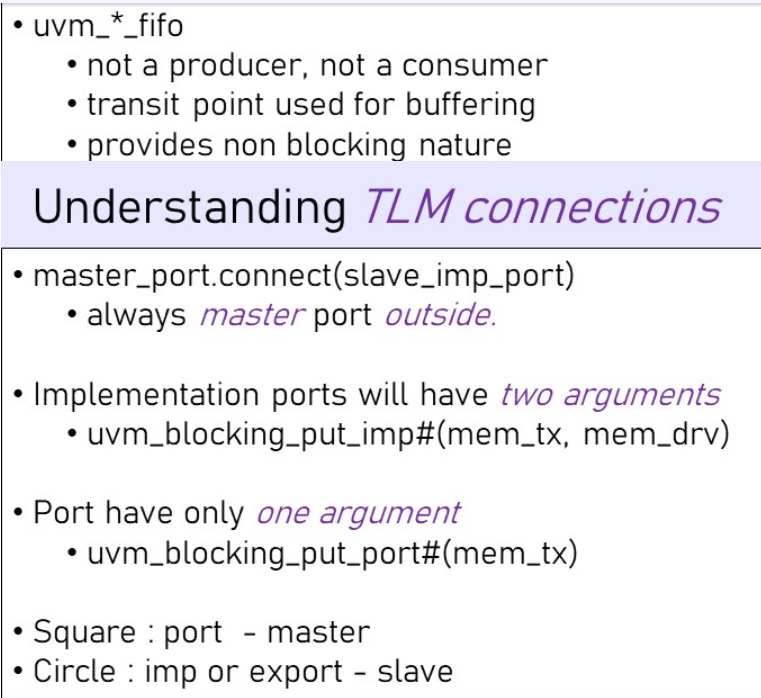 • uvm_*_fifo
• not a producer, not a consumer
• transit point used for buffering
• provides non blocking nature
Understanding TLM connections
• master_port.connect(slave_imp_port)
• always master port outside.
• Implementation ports will have two arguments
• uvm_blocking_put_imp#(mem_tx, mem_drv)
• Port have only one argument
• uvm_blocking_put_port#(mem_tx)
• Square : port - master
• Circle : imp or export - slave